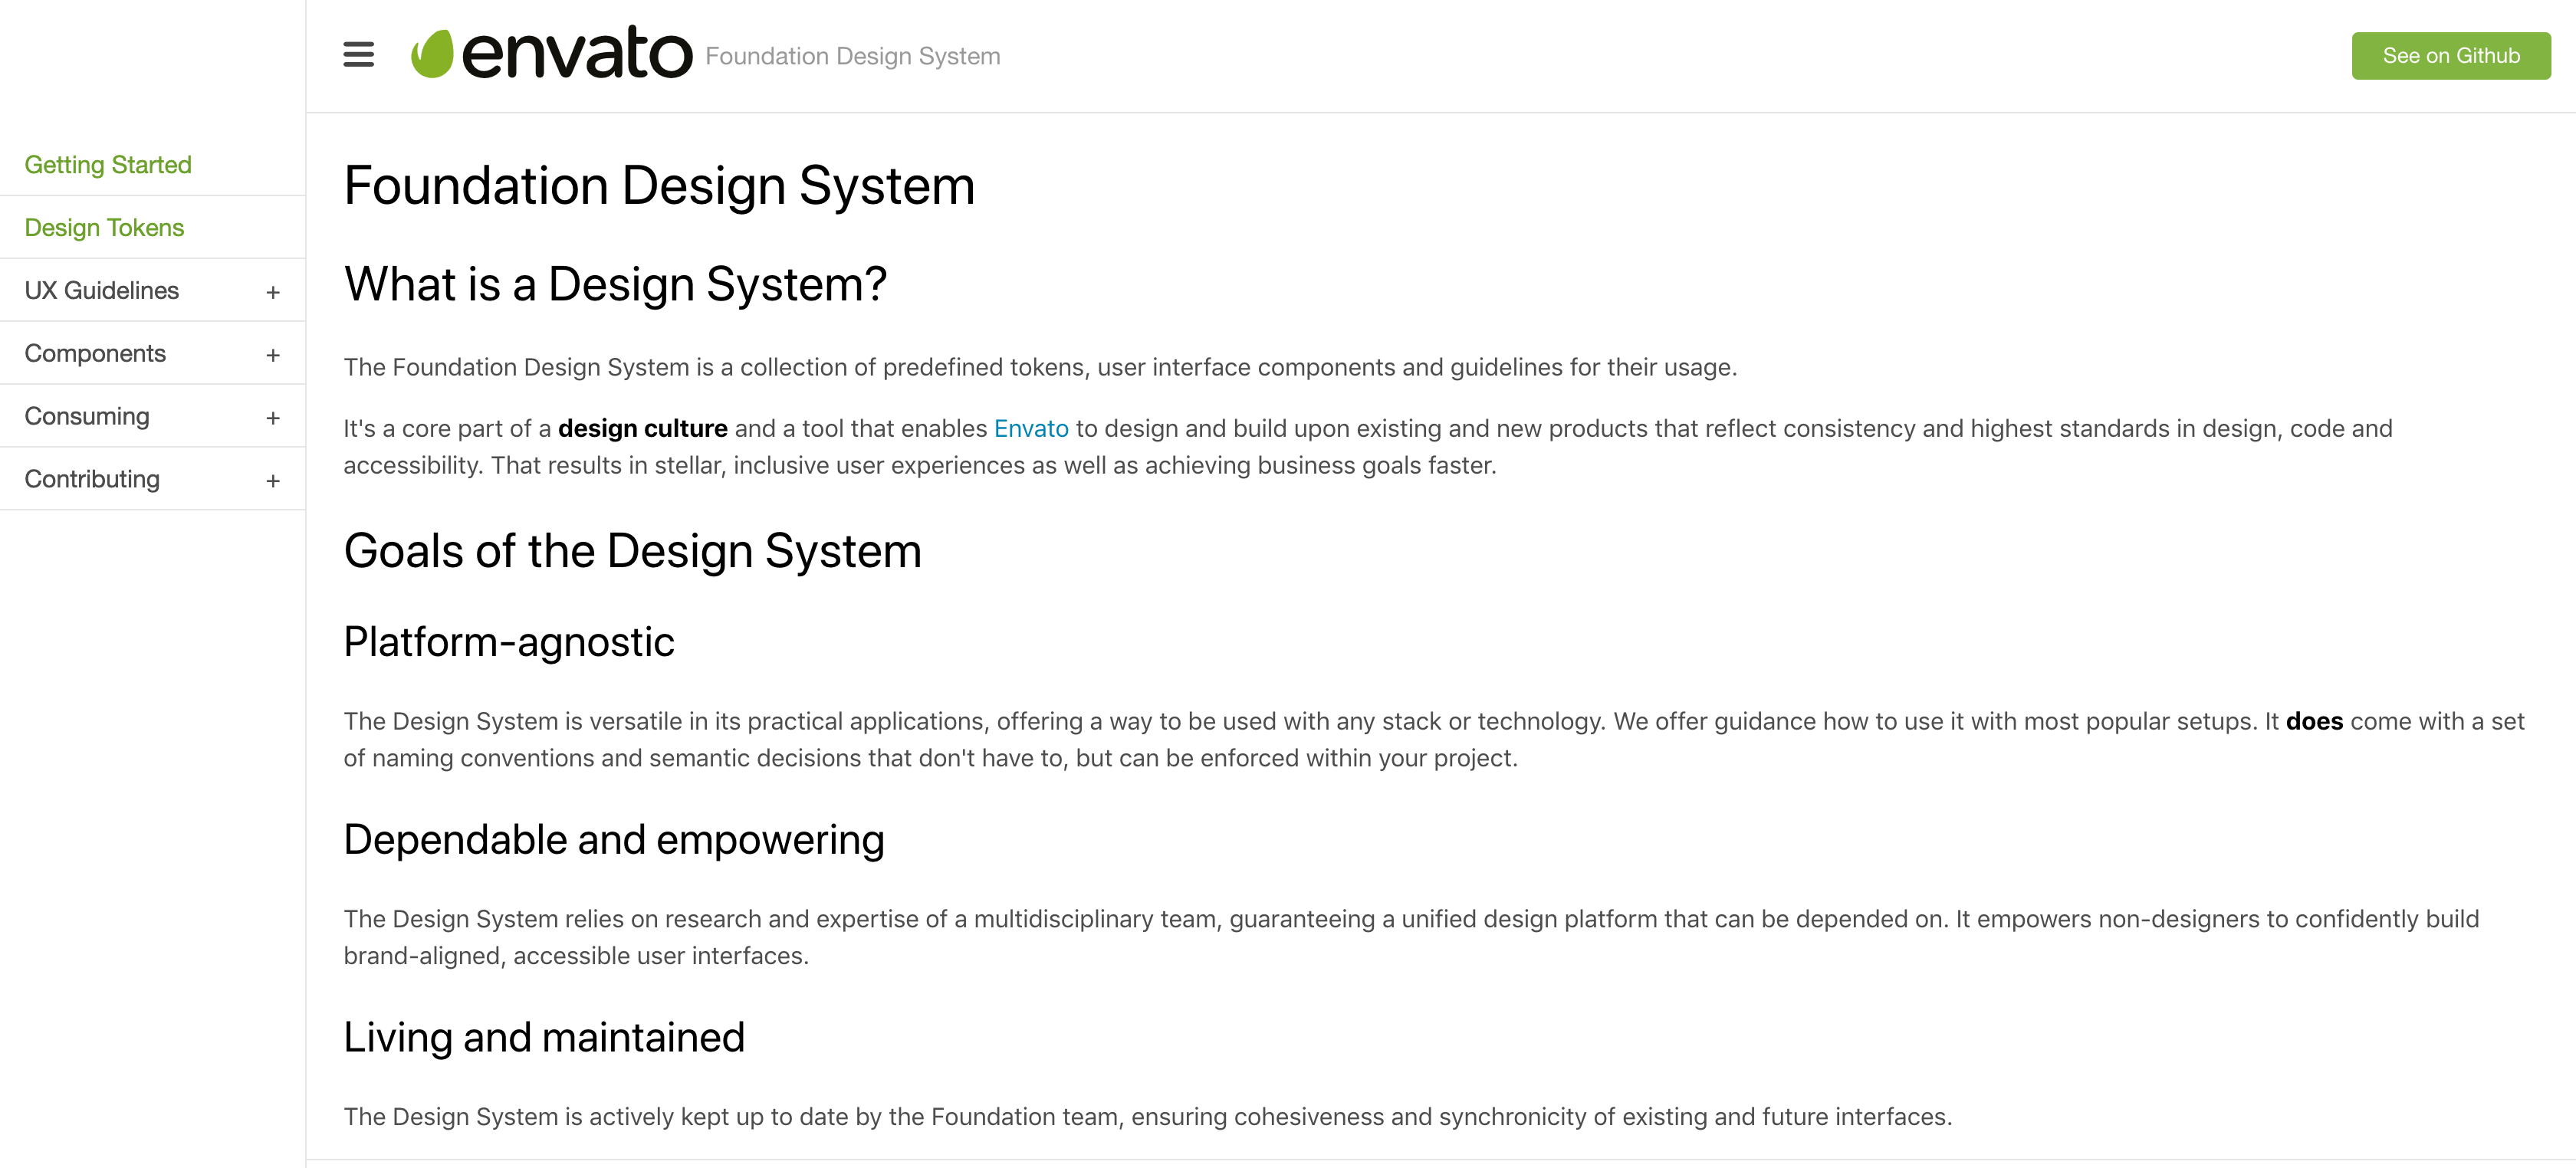 envato Foundation Design System
See on Github
Getting Started
Design Tokens
UX Guidelines +
Components +
Consuming +
Contributing +
Foundation Design System
What is a Design System?
The Foundation Design System is a collection of predefined tokens, user interface components and guidelines for their usage.
It's a core part of a design culture and a tool that enables Envato to design and build upon existing and new products that reflect consistency and highest standards in design, code and
accessibility. That results in stellar, inclusive user experiences as well as achieving business goals faster.
Goals of the Design System
Platform-agnostic
The Design System is versatile in its practical applications, offering a way to be used with any stack or technology. We offer guidance how to use it with most popular setups. It does come with a set
of naming conventions and semantic decisions that don't have to, but can be enforced within your project.
Dependable and empowering
The Design System relies on research and expertise of a multidisciplinary team, guaranteeing a unified design platform that can be depended on. It empowers non-designers to confidently build
brand-aligned, accessible user interfaces.
Living and maintained
The Design System is actively kept up to date by the Foundation team, ensuring cohesiveness and synchronicity of existing and future interfaces.